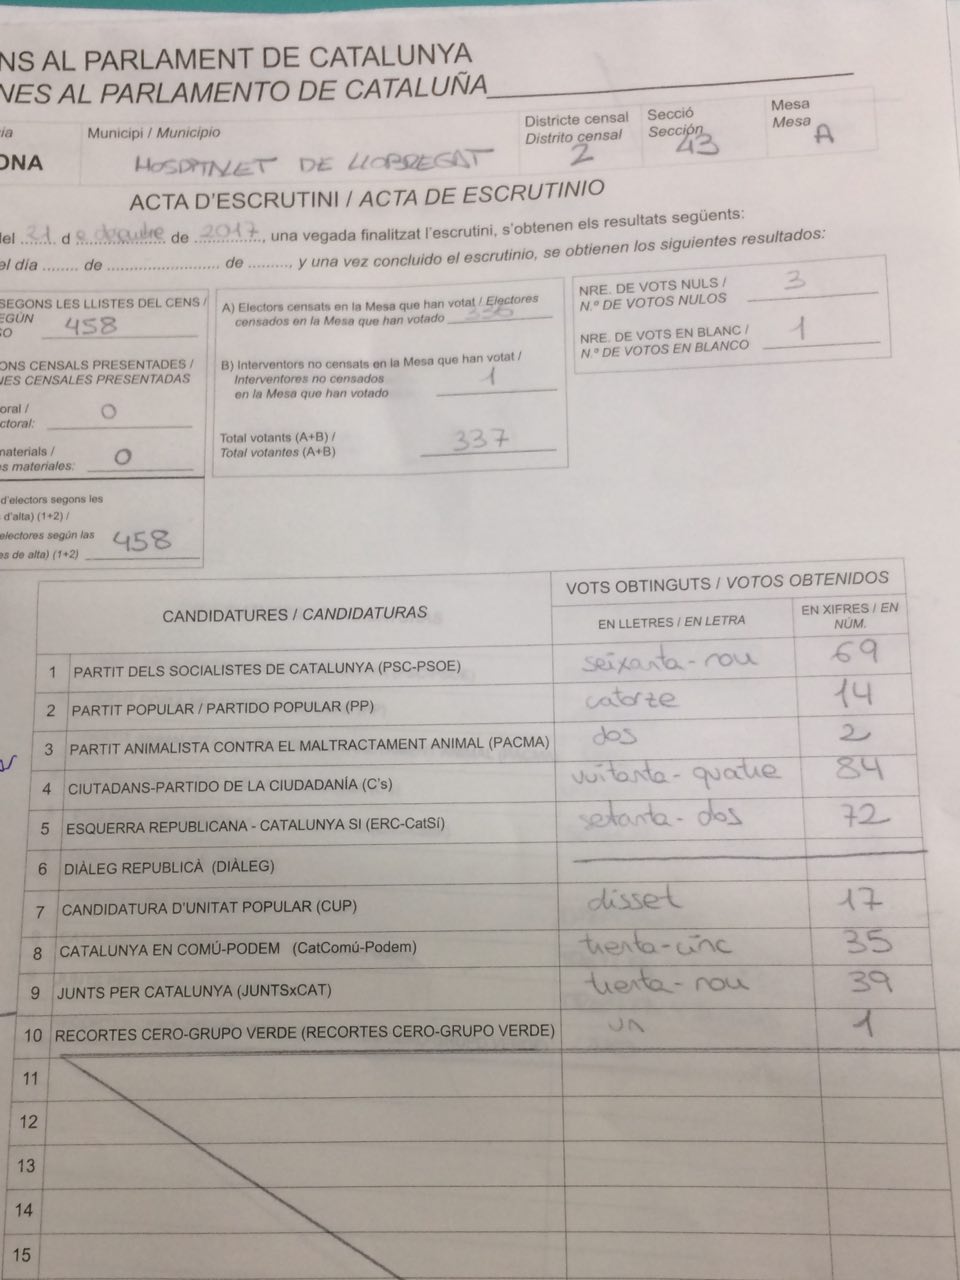 NS AL PARLAMENT DE CATALUNYA
NES AL PARLAMENTO DE CATALUÑA
ia
ONA
Municipi / Municipio
HOSPITALET DE LLOBREGAT
Districte censal
Distrito censal
2
Secció
Sección
43
Mesa
Mesa
A
ACTA D'ESCRUTINI / ACTA DE ESCRUTINIO
el 21 d e desembre de 2017, una vegada finalitzat l'escrutini, s'obtenen els resultats següents:
el día ........ de ......................... de ........., y una vez concluido el escrutinio, se obtienen los siguientes resultados:
SEGONS LES LLISTES DEL CENS /
EGÚN
SO 458
ONS CENSALS PRESENTADES /
NES CENSALES PRESENTADAS
oral /
ctoral: 0
materials /
s materiales: 0
d'electors segons les
d'alta) (1+2) /
electores según las
es de alta) (1+2) 458
A) Electors censats en la Mesa que han votat / Electores
censados en la Mesa que han votado 336
B) Interventors no censats en la Mesa que han votat /
Interventores no censados
en la Mesa que han votado 1
Total votants (A+B) /
Total votantes (A+B) 337
NRE. DE VOTS NULS /
N.º DE VOTOS NULOS 3
NRE. DE VOTS EN BLANC /
N.º DE VOTOS EN BLANCO 1
CANDIDATURES / CANDIDATURAS
VOTS OBTINGUTS / VOTOS OBTENIDOS
EN LLETRES / EN LETRA
EN XIFRES / EN
NÚM.
1 PARTIT DELS SOCIALISTES DE CATALUNYA (PSC-PSOE) seixanta-nou 69
2 PARTIT POPULAR / PARTIDO POPULAR (PP) catorze 14
3 PARTIT ANIMALISTA CONTRA EL MALTRACTAMENT ANIMAL (PACMA) dos 2
4 CIUTADANS-PARTIDO DE LA CIUDADANÍA (C's) vuitanta-quatre 84
5 ESQUERRA REPUBLICANA - CATALUNYA SI (ERC-CatSí) setanta-dos 72
6 DIÀLEG REPUBLICÀ (DIÀLEG)
7 CANDIDATURA D'UNITAT POPULAR (CUP) disset 17
8 CATALUNYA EN COMÚ-PODEM (CatComú-Podem) trenta-cinc 35
9 JUNTS PER CATALUNYA (JUNTSxCAT) trenta-nou 39
10 RECORTES CERO-GRUPO VERDE (RECORTES CERO-GRUPO VERDE) un 1
11
12
13
14
15